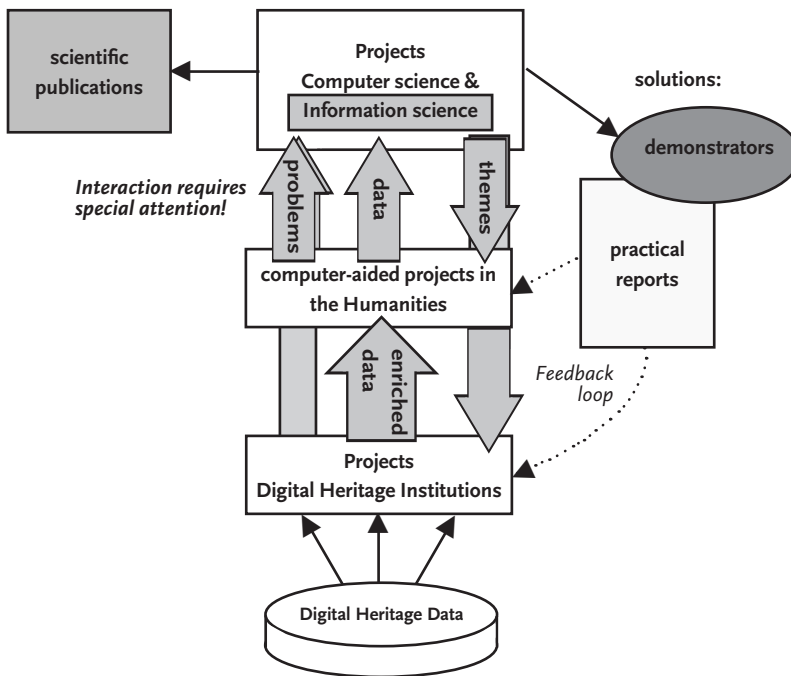 scientific
publications
Projects
Computer science &
Information science
solutions:
demonstrators
Interaction requires
special attention!
problems
data
themes
practical
reports
computer-aided projects in
the Humanities
enriched
data
Feedback
loop
Projects
Digital Heritage Institutions
Digital Heritage Data